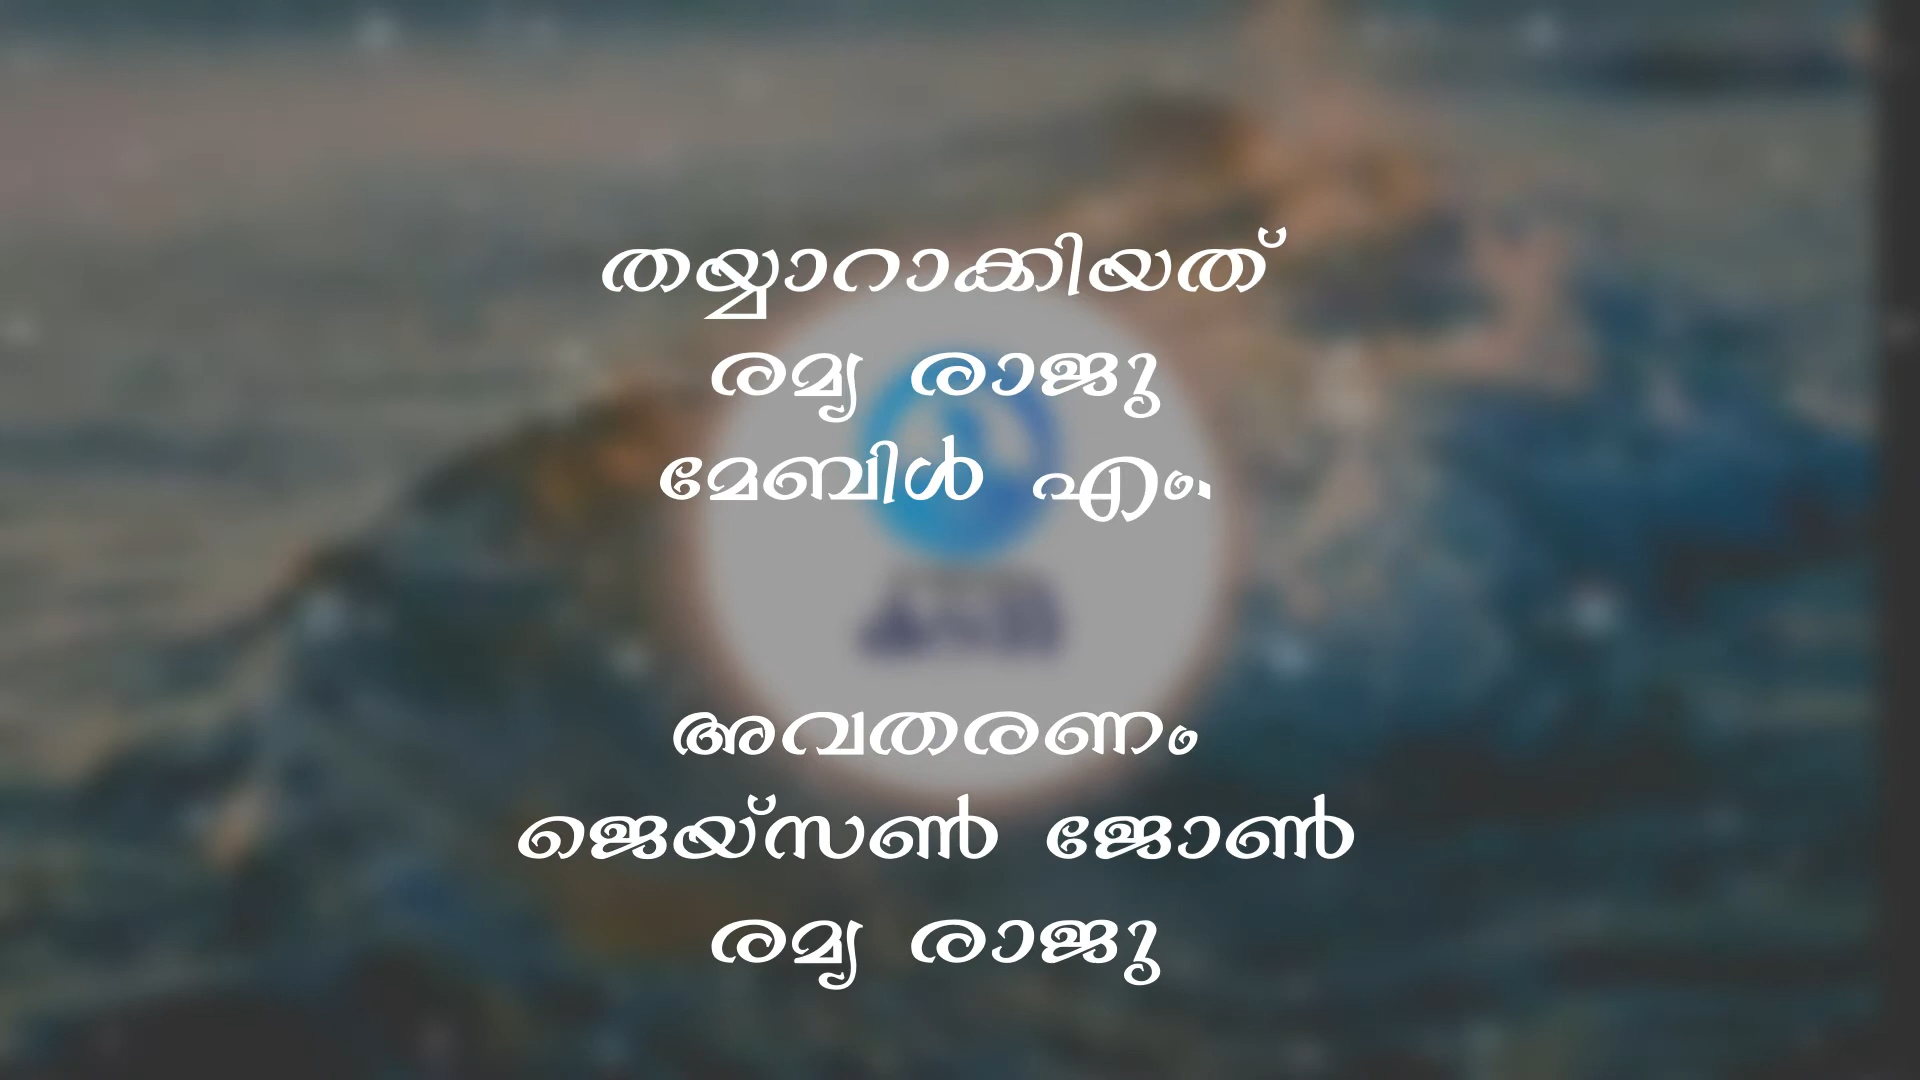 തയ്യാറാക്കിയത്
രമ്യ രാജു
മേബിൾ എം.
അവതരണം
ജെയ്സൺ ജോൺ
രമ്യ രാജു